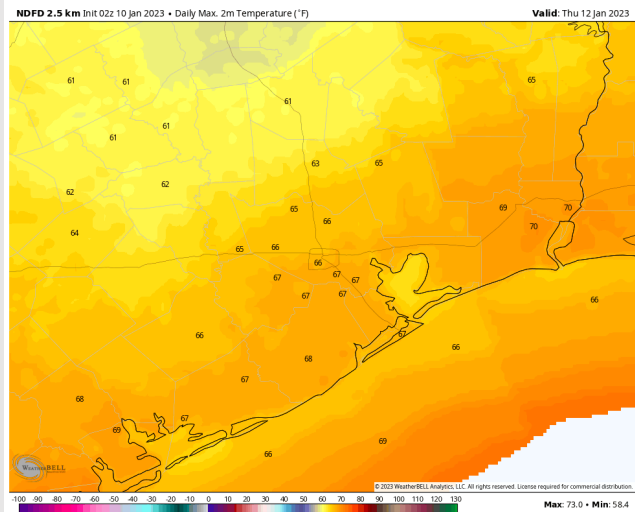 NDFD 2.5 km Init 02z 10 Jan 2023 • Daily Max. 2m Temperature (°F)
Valid: Thu 12 Jan 2023
61 61 65
61
61
61
63 65
62 62
65 69 70
66 70
64
65 66
66
67 67 67
67 67 66
66 67
66
68
67
68
67
69
69
66
WEATHERBELL
© 2023 WeatherBELL Analytics, LLC. All rights reserved. License required for commercial distribution.
-100 -90 -80 -70 -60 -50 -40 -30 -20 -10 0 10 20 30 40 50 60 70 80 90 100 110 120 130
Max: 73.0 • Min: 58.4